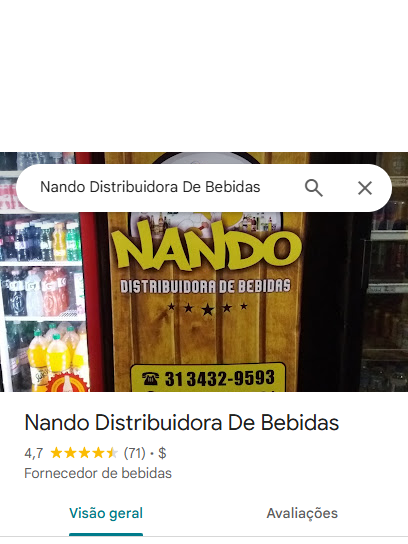 Nando Distribuidora De Bebidas
NANDO
DISTRIBUIDORA DE BEBIDAS
31 3432-9593
Nando Distribuidora De Bebidas
4,7 (71) · $
Fornecedor de bebidas
Visão geral Avaliações